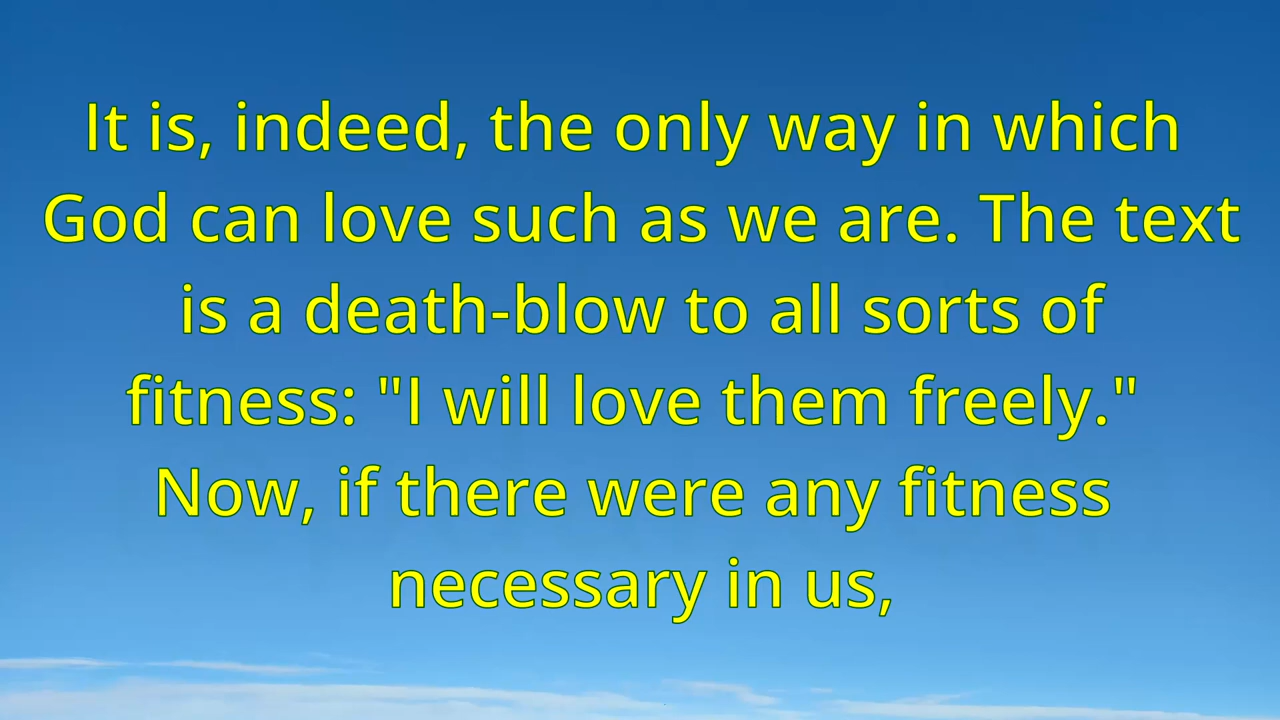 It is, indeed, the only way in which
God can love such as we are. The text
is a death-blow to all sorts of
fitness: "I will love them freely."
Now, if there were any fitness
necessary in us,